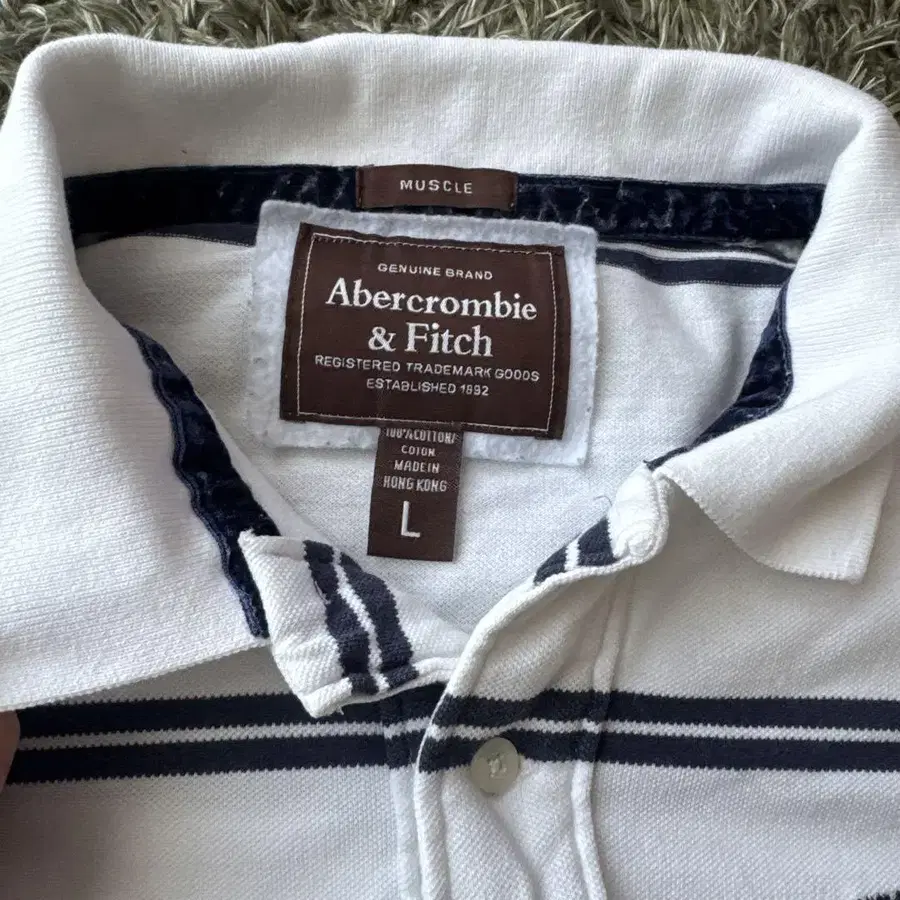 MUSCLE
GENUINE BRAND
Abercrombie
& Fitch
REGISTERED TRADEMARK GOODS
ESTABLISHED 1892
100% COTTON/
COTON
MADE IN
HONG KONG
L